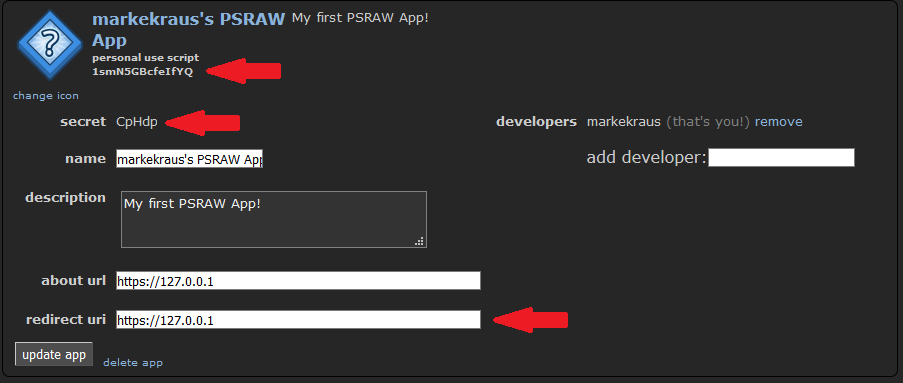 markekraus's PSRAW My first PSRAW App!
App
personal use script
1smN5GBcfeIfYQ
change icon
secret CpHdp developers markekraus (that's you!) remove
name markekraus's PSRAW App add developer:
description My first PSRAW App!
about url https://127.0.0.1
redirect uri https://127.0.0.1
update app delete app